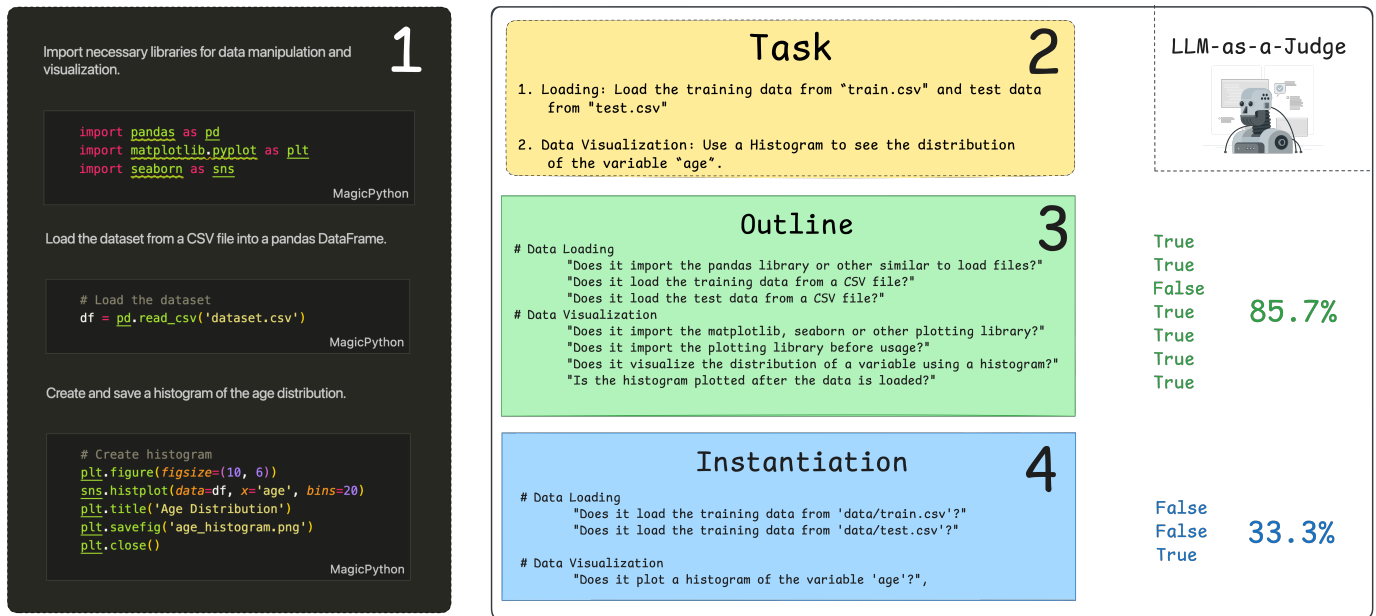 1
Import necessary libraries for data manipulation and
visualization.
import pandas as pd
import matplotlib.pyplot as plt
import seaborn as sns
MagicPython
Load the dataset from a CSV file into a pandas DataFrame.
# Load the dataset
df = pd.read_csv('dataset.csv')
MagicPython
Create and save a histogram of the age distribution.
# Create histogram
plt.figure(figsize=(10, 6))
sns.histplot(data=df, x='age', bins=20)
plt.title('Age Distribution')
plt.savefig('age_histogram.png')
plt.close()
MagicPython
Task
2
1. Loading: Load the training data from “train.csv" and test data
from "test.csv"
2. Data Visualization: Use a Histogram to see the distribution
of the variable “age”.
Outline
3
# Data Loading
"Does it import the pandas library or other similar to load files?"
"Does it load the training data from a CSV file?"
"Does it load the test data from a CSV file?"
# Data Visualization
"Does it import the matplotlib, seaborn or other plotting library?"
"Does it import the plotting library before usage?"
"Does it visualize the distribution of a variable using a histogram?"
"Is the histogram plotted after the data is loaded?"
Instantiation
4
# Data Loading
"Does it load the training data from 'data/train.csv'?"
"Does it load the training data from 'data/test.csv'?"
# Data Visualization
"Does it plot a histogram of the variable 'age'?",
LLM-as-a-Judge
True
True
False
True
True
True
True
85.7%
False
False
True
33.3%